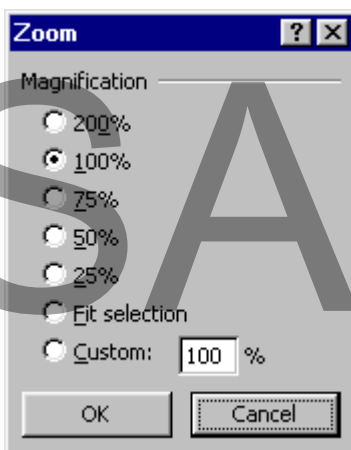 Zoom
Magnification
200%
100%
75%
50%
25%
Fit selection
Custom: 100 %
OK Cancel
SA